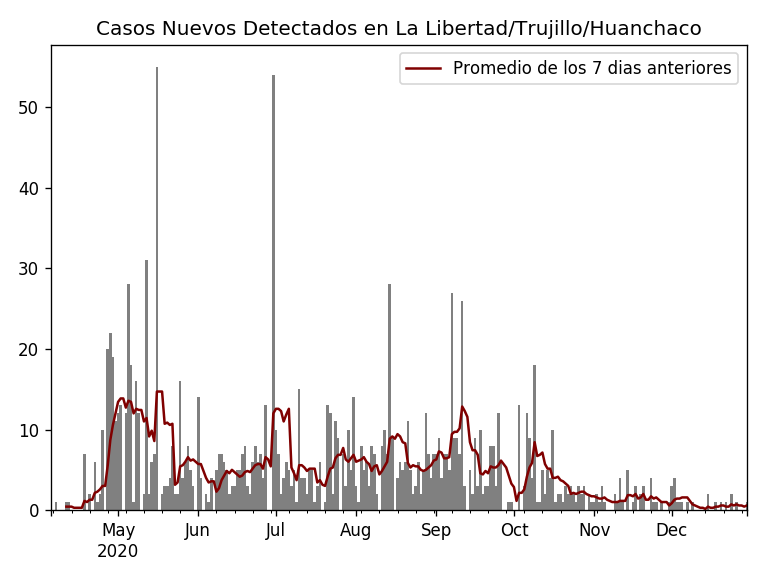 Casos Nuevos Detectados en La Libertad/Trujillo/Huanchaco
Promedio de los 7 dias anteriores
50
40
30
20
10
0
May Jun Jul Aug Sep Oct Nov Dec
2020